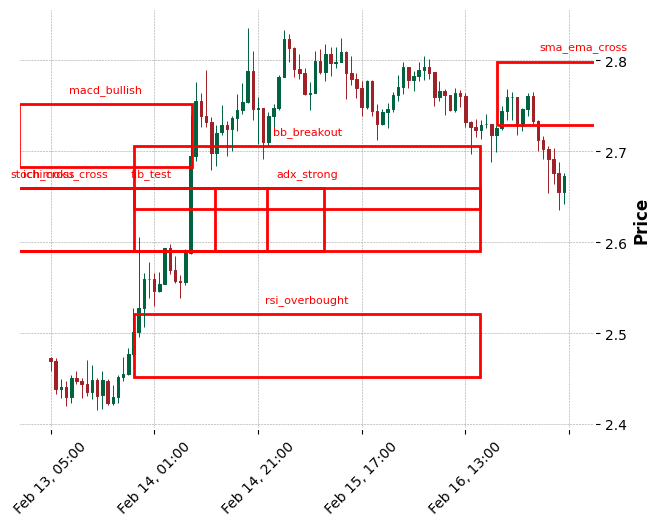 sma_ema_cross
2.8
macd_bullish
bb_breakout
2.7
fib_test
adx_strong
2.6
rsi_overbought
2.5
2.4
Price
Feb 13, 05:00
Feb 14, 01:00
Feb 14, 21:00
Feb 15, 17:00
Feb 16, 13:00